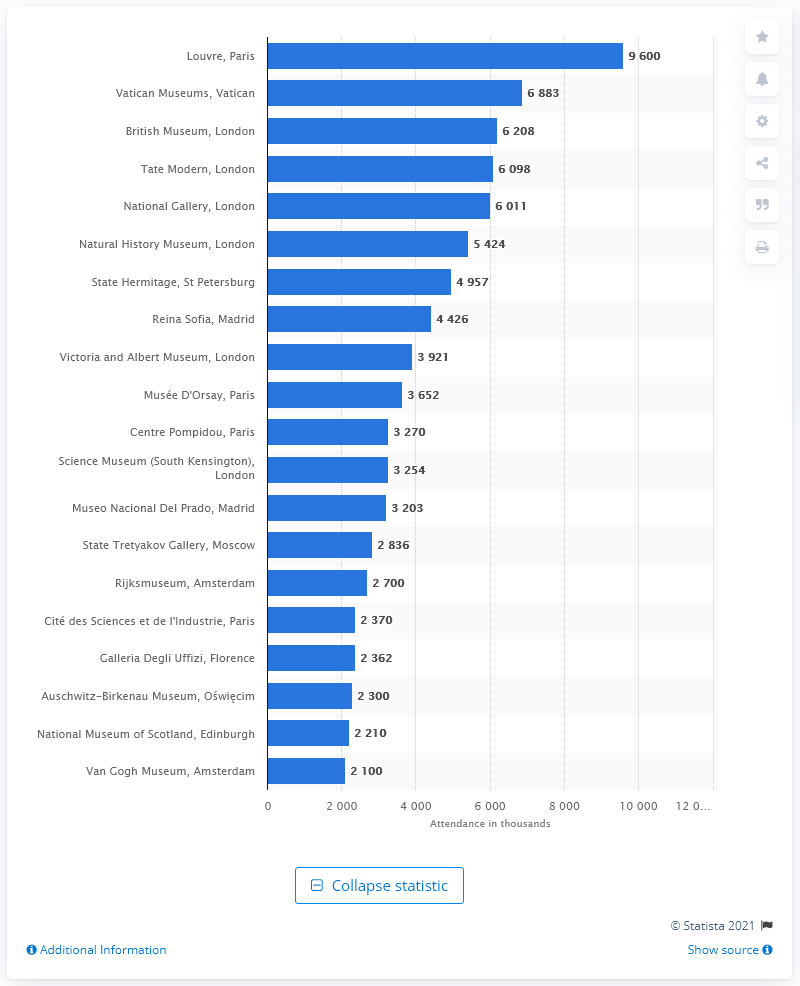 Louvre, Paris 9 600
Vatican Museums, Vatican 6 883
British Museum, London 6 208
Tate Modern, London 6 098
National Gallery, London 6 011
Natural History Museum, London 5 424
State Hermitage, St Petersburg 4 957
Reina Sofia, Madrid 4 426
Victoria and Albert Museum, London 3 921
Musée D'Orsay, Paris 3 652
Centre Pompidou, Paris 3 270
Science Museum (South Kensington),
London 3 254
Museo Nacional Del Prado, Madrid 3 203
State Tretyakov Gallery, Moscow 2 836
Rijksmuseum, Amsterdam 2 700
Cité des Sciences et de l'Industrie, Paris 2 370
Galleria Degli Uffizi, Florence 2 362
Auschwitz-Birkenau Museum, Oświęcim 2 300
National Museum of Scotland, Edinburgh 2 210
Van Gogh Museum, Amsterdam 2 100
0 2 000 4 000 6 000 8 000 10 000 12 0...
Attendance in thousands
Collapse statistic
© Statista 2021
Additional Information Show source